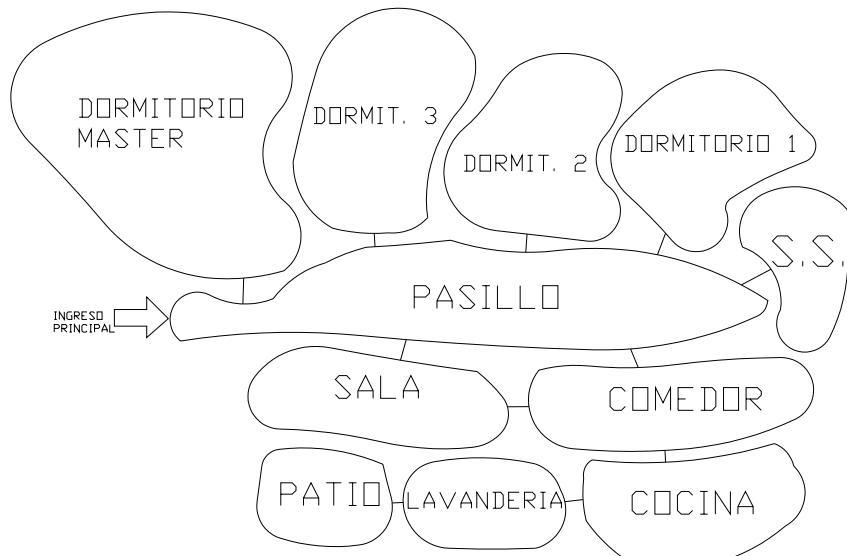 DORMITORIO
MASTER
DORMIT. 3
DORMIT. 2
DORMITORIO 1
S.S.
PASILLO
INGRESO
PRINCIPAL
SALA
COMEDOR
PATIO
LAVANDERIA
COCINA